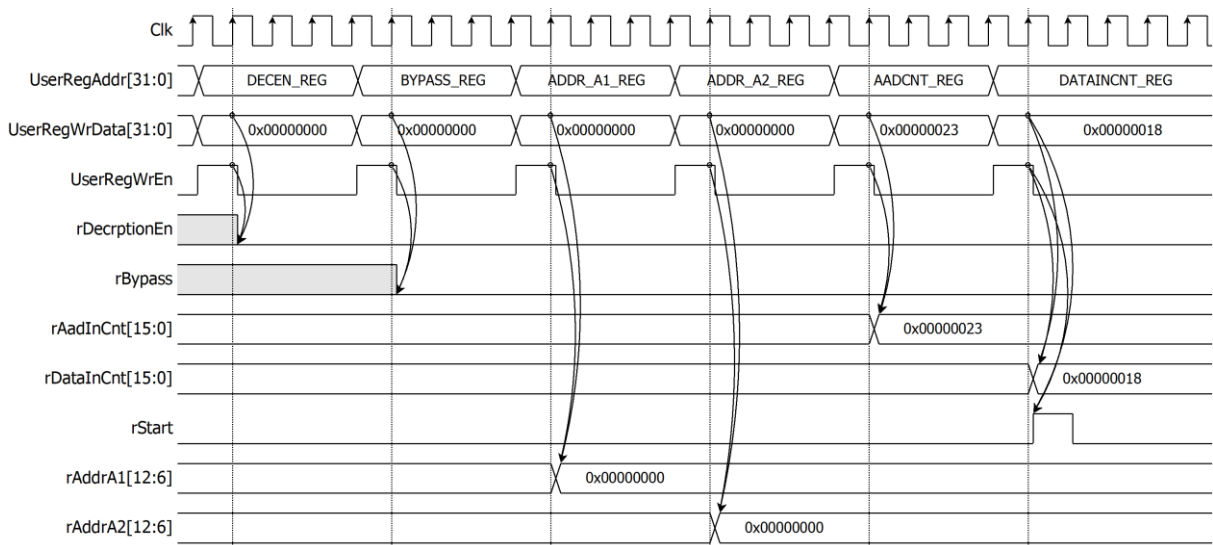 Clk
UserRegAddr[31:0] DECEN_REG BYPASS_REG ADDR_A1_REG ADDR_A2_REG AADCNT_REG DATAINCNT_REG
UserRegWrData[31:0] 0x00000000 0x00000000 0x00000000 0x00000000 0x00000023 0x00000018
UserRegWrEn
rDecrptionEn
rBypass
rAadInCnt[15:0] 0x00000023
rDataInCnt[15:0] 0x00000018
rStart
rAddrA1[12:6] 0x00000000
rAddrA2[12:6] 0x00000000